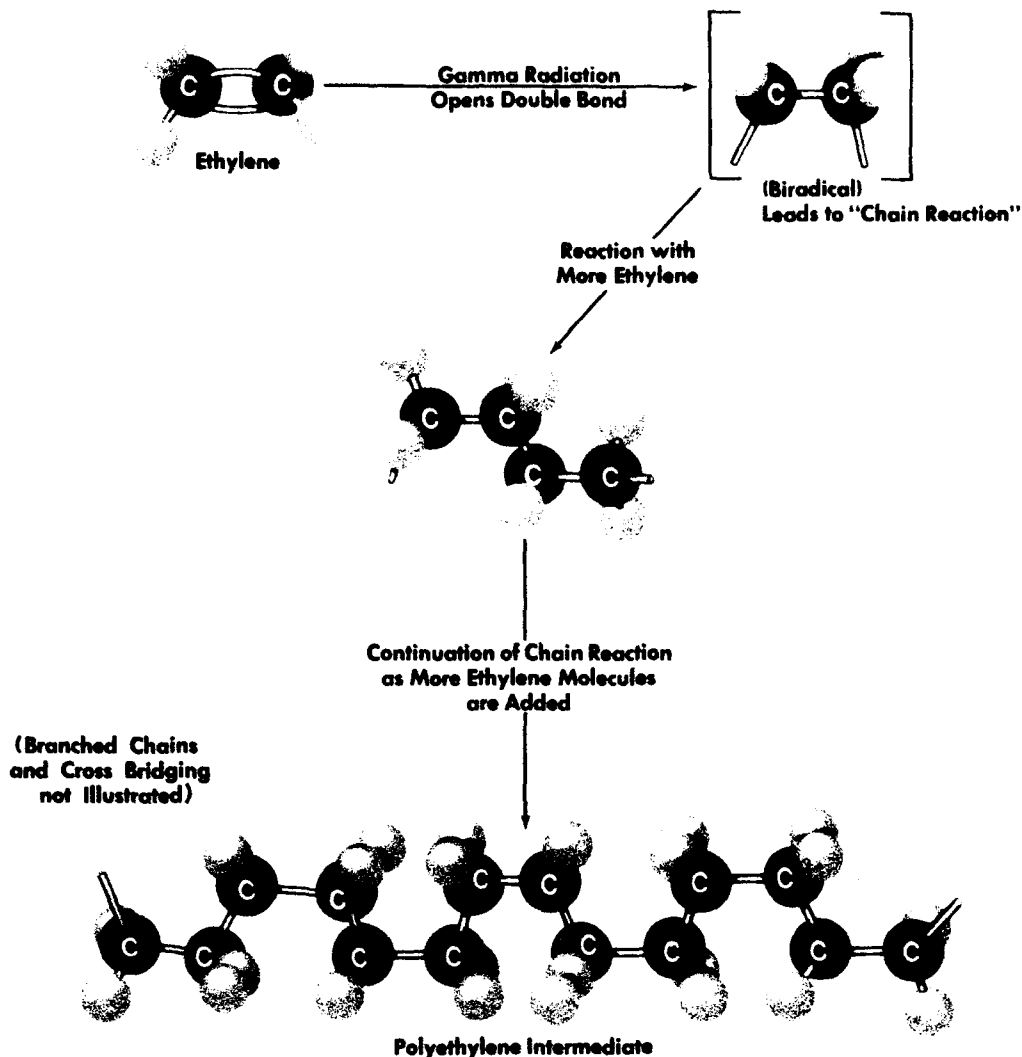 C C
Gamma Radiation
Opens Double Bond
C C
Ethylene
(Biradical)
Leads to "Chain Reaction"
Reaction with
More Ethylene
C C
C C
Continuation of Chain Reaction
as More Ethylene Molecules
are Added
(Branched Chains
and Cross Bridging
not Illustrated)
C C C C C C
C C C C C C C C
Polyethylene Intermediate